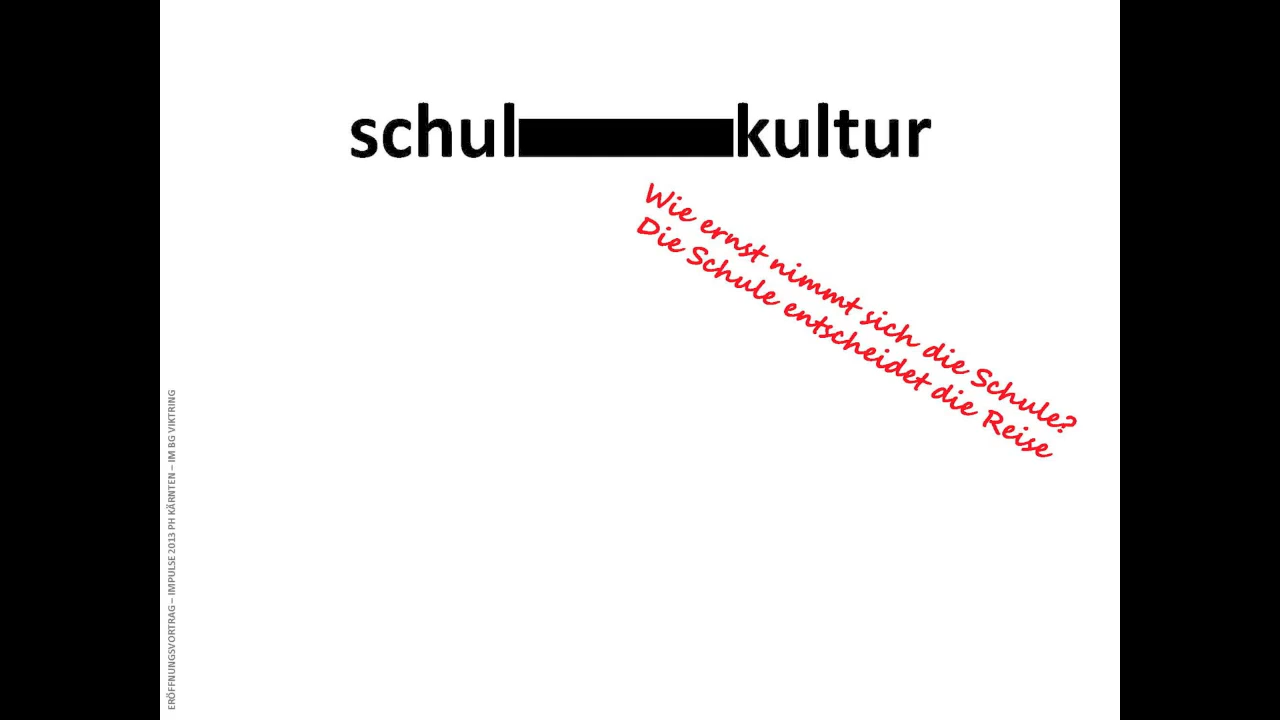 schul kultur
Wie ernst nimmt sich die Schule?
Die Schule entscheidet die Reise
ERÖFFNUNGSVORTRAG – IMPULSE 2013 PH KÄRNTEN – IM BG VIKTRING